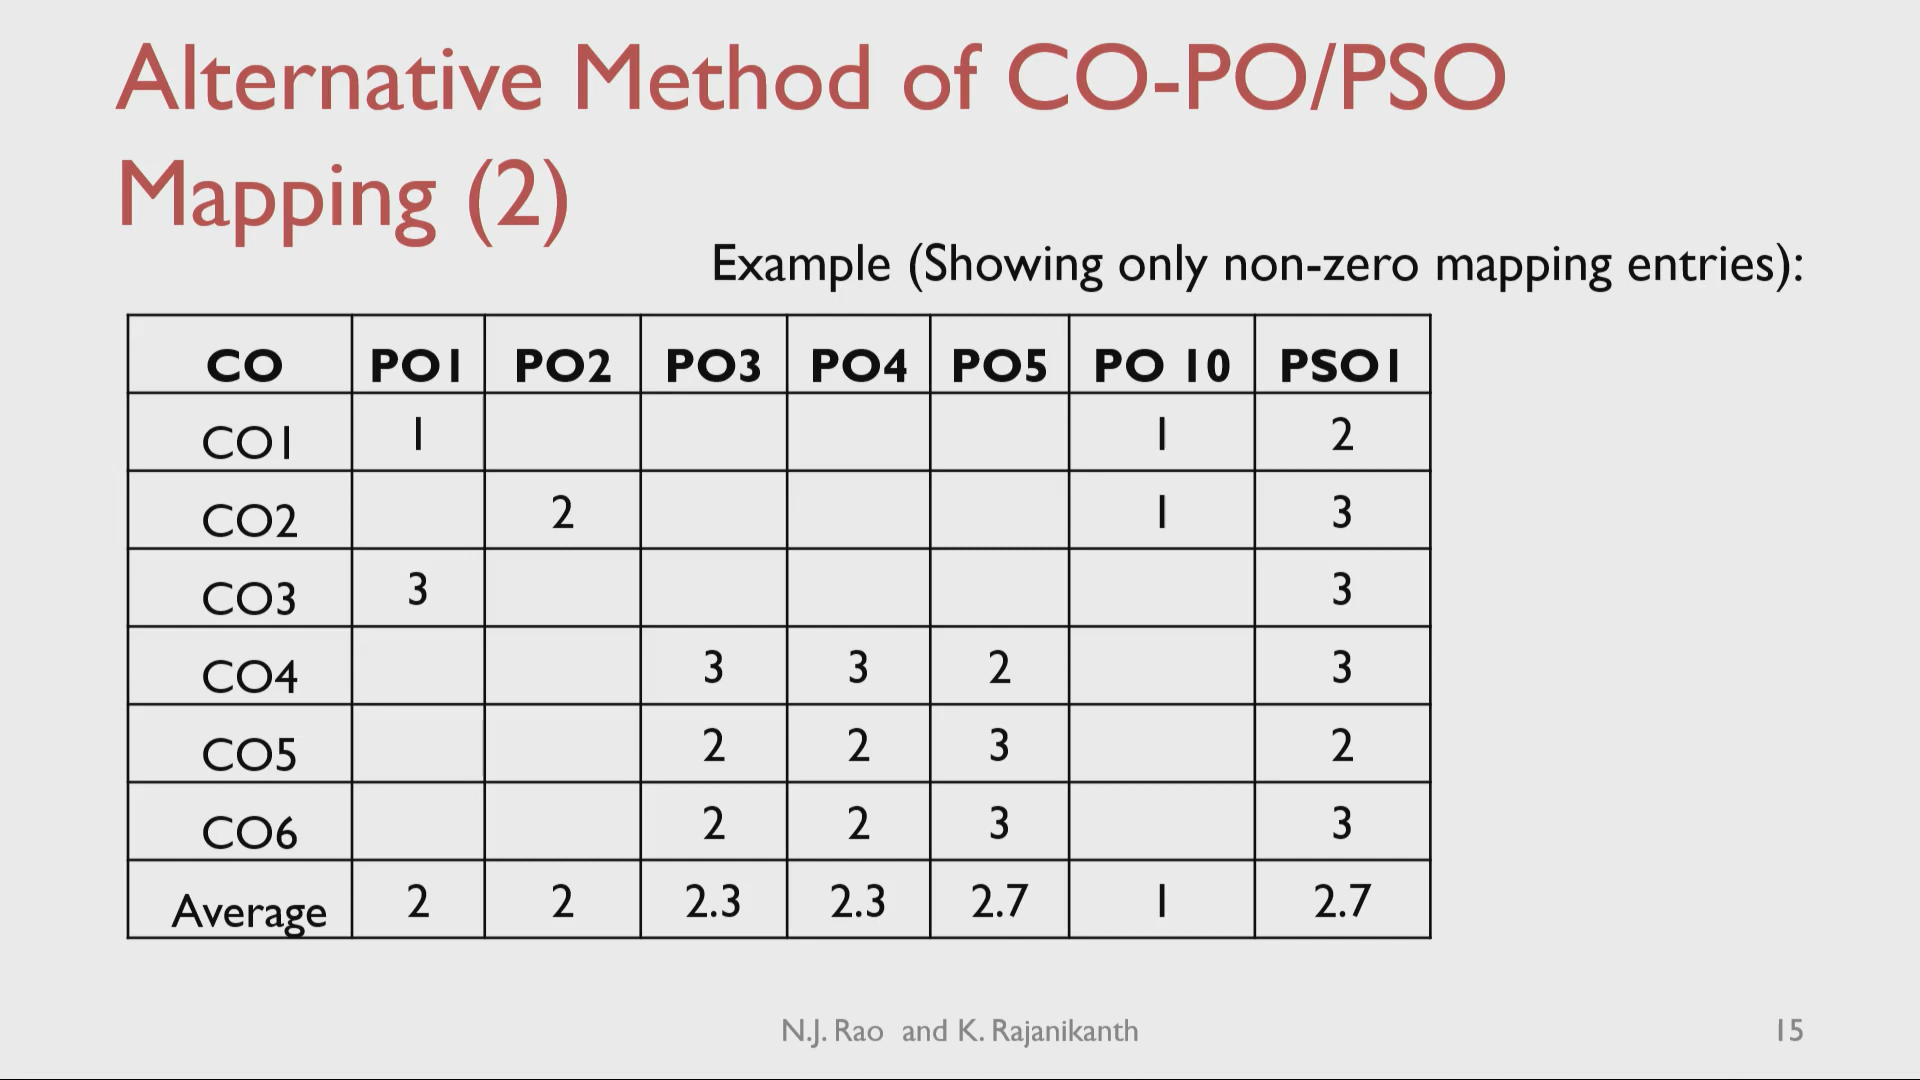 Alternative Method of CO-PO/PSO
Mapping (2)
Example (Showing only non-zero mapping entries):
CO PO1 PO2 PO3 PO4 PO5 PO 10 PSO1
CO1 1 1 2
CO2 2 1 3
CO3 3 3
CO4 3 3 2 3
CO5 2 2 3 2
CO6 2 2 3 3
Average 2 2 2.3 2.3 2.7 1 2.7
N.J. Rao and K. Rajanikanth
15